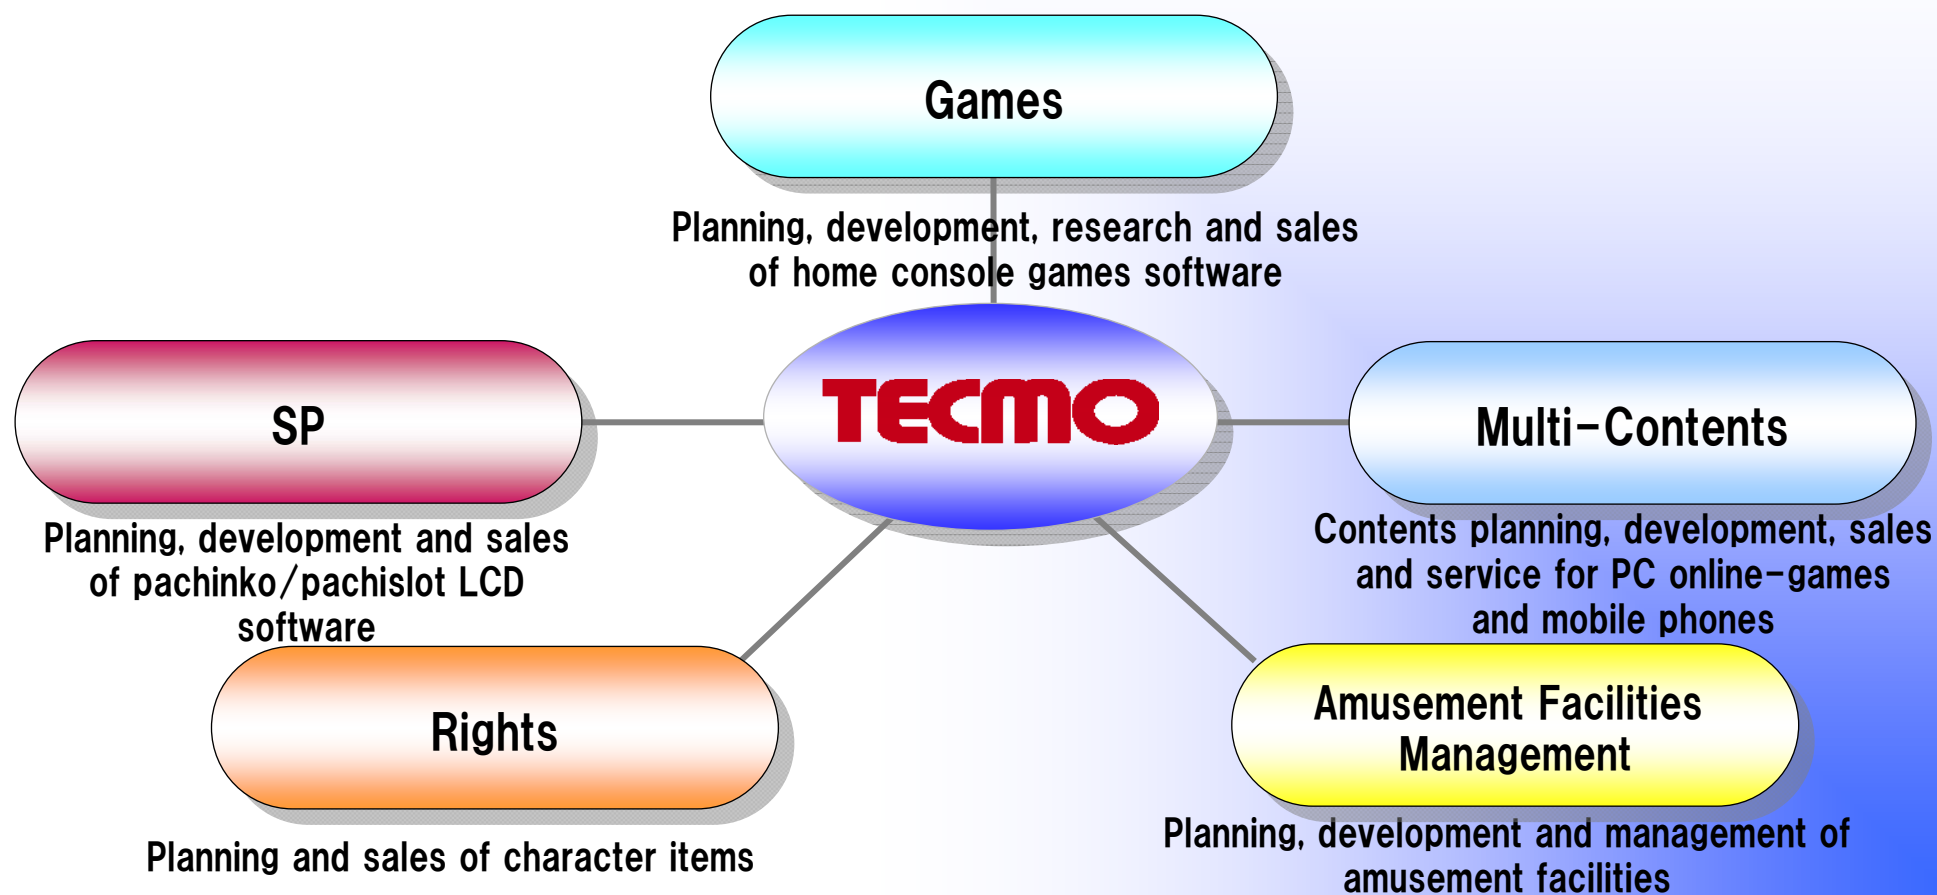 Games
Planning, development, research and sales
of home console games software
TECMO
SP
Planning, development and sales
of pachinko/pachislot LCD
software
Multi-Contents
Contents planning, development, sales
and service for PC online-games
and mobile phones
Rights
Planning and sales of character items
Amusement Facilities
Management
Planning, development and management of
amusement facilities